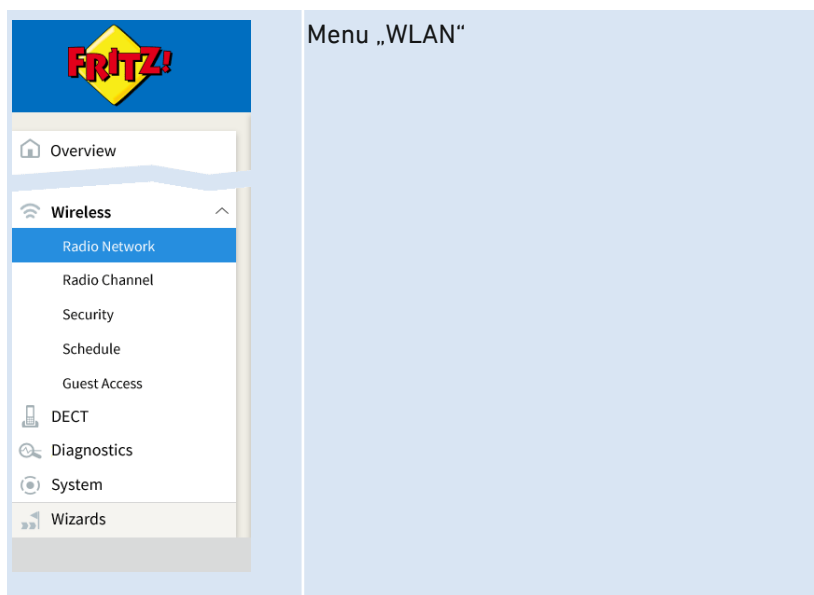 FRITZ!
Menu „WLAN“
Overview
Wireless
Radio Network
Radio Channel
Security
Schedule
Guest Access
DECT
Diagnostics
System
Wizards